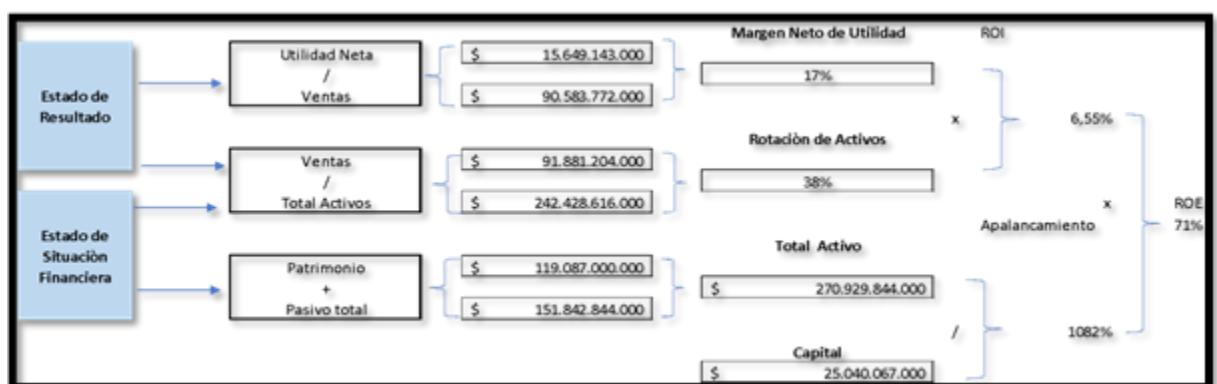 Margen Neto de Utilidad
ROI
Estado de
Resultado
Utilidad Neta
/
Ventas
$ 15.649.143.000
$ 90.583.772.000
17%
x
6,55%
Rotaciòn de Activos
Ventas
/
Total Activos
$ 91.881.204.000
$ 242.428.616.000
38%
x
Apalancamiento
ROE
71%
Estado de
Situaciòn
Financiera
Total Activo
Patrimonio
+
Pasivo total
$ 119.087.000.000
$ 151.842.844.000
$ 270.929.844.000
/
1082%
Capital
$ 25.040.067.000